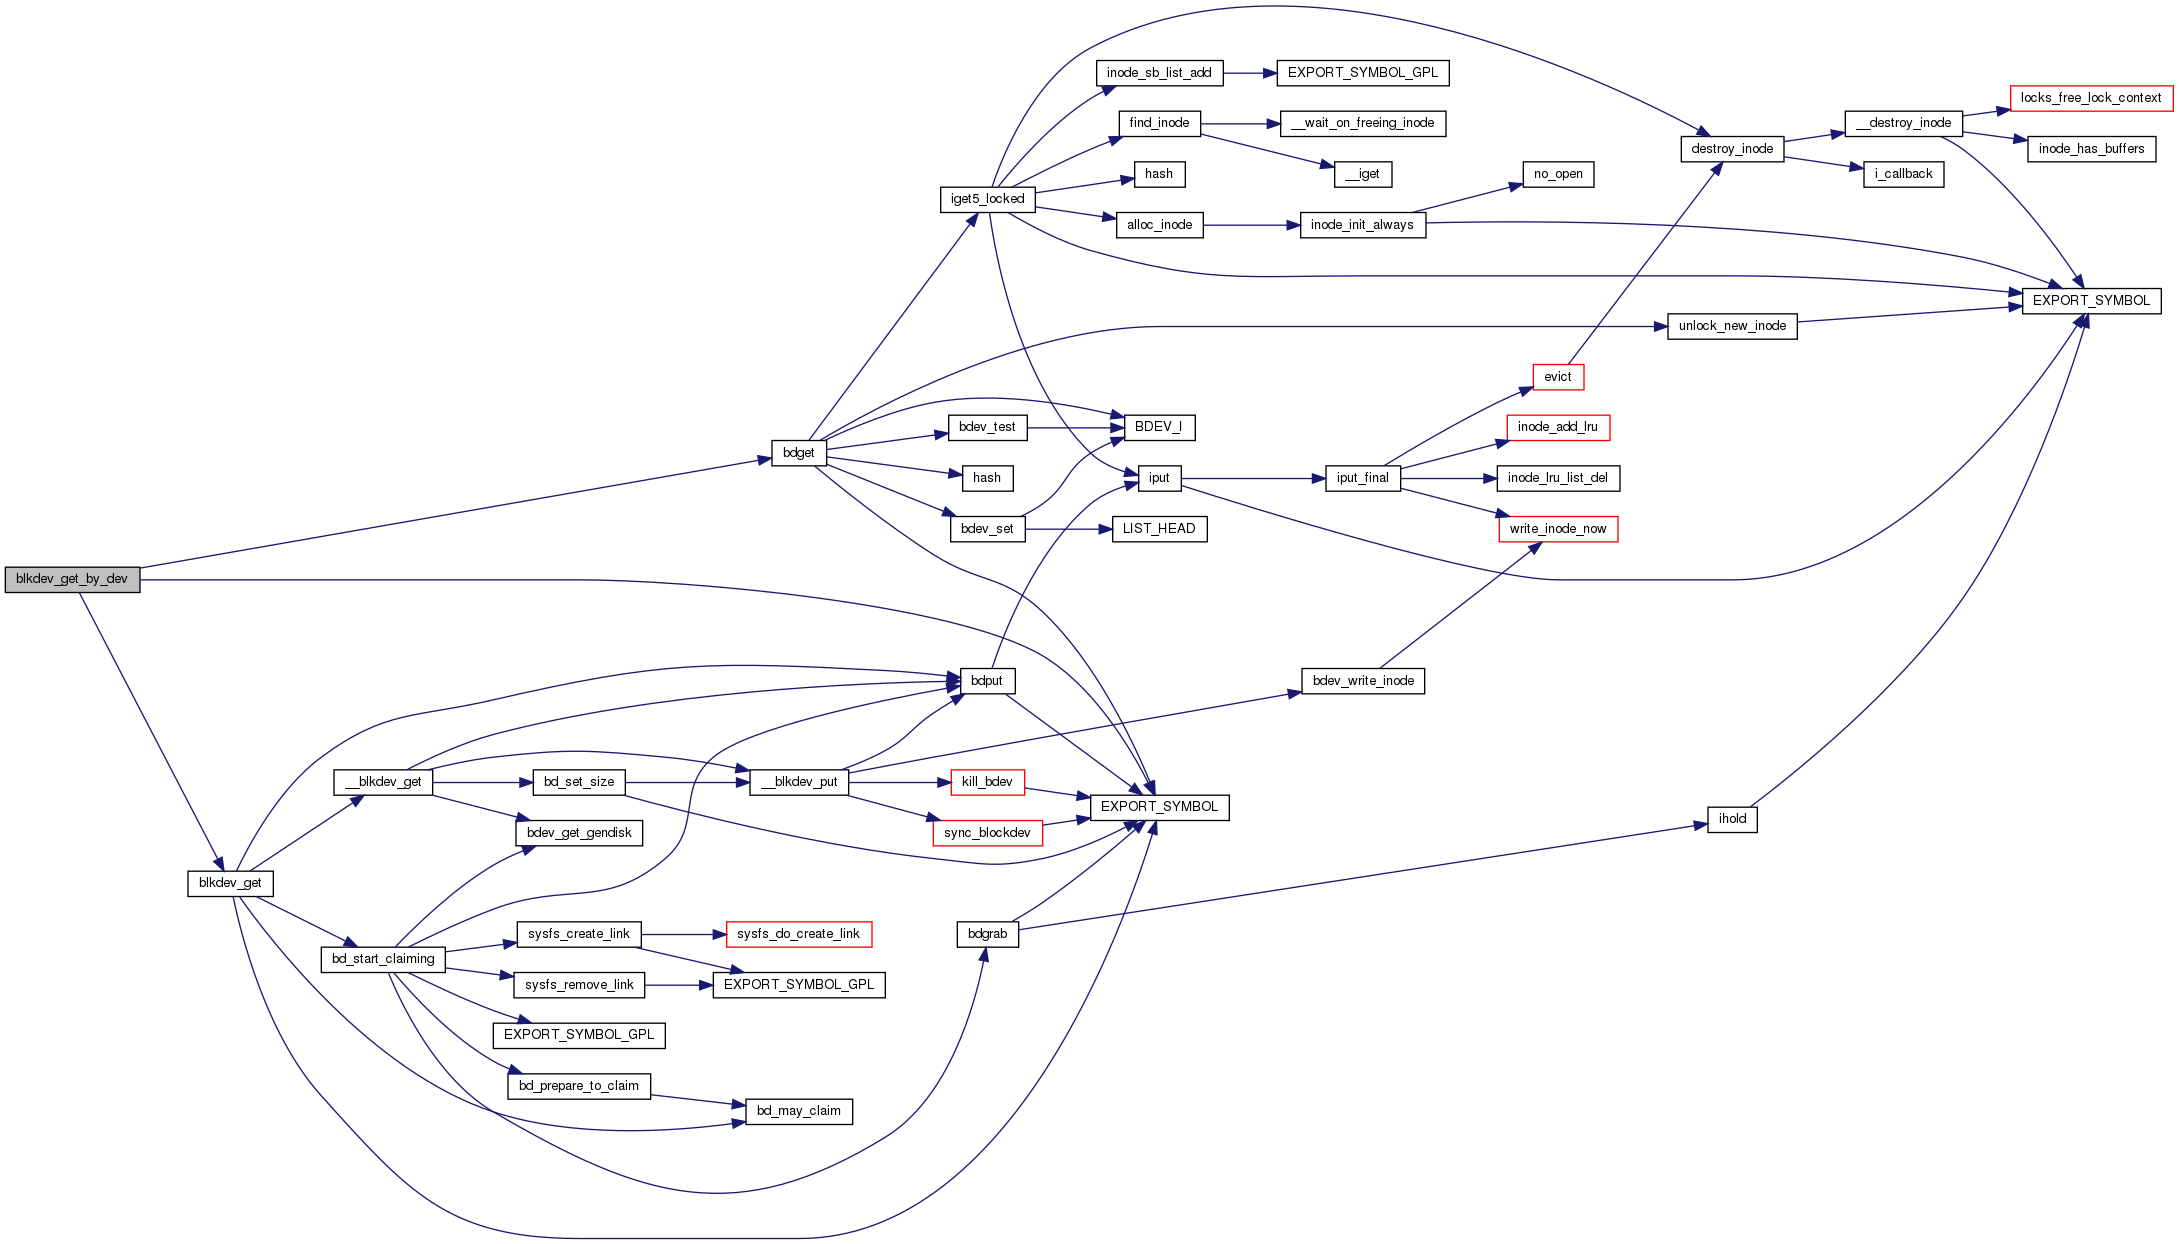 blkdev_get_by_dev
bdget
blkdev_get
iget5_locked
inode_sb_list_add
EXPORT_SYMBOL_GPL
find_inode
__wait_on_freeing_inode
__iget
hash
alloc_inode
inode_init_always
no_open
destroy_inode
__destroy_inode
locks_free_lock_context
inode_has_buffers
i_callback
EXPORT_SYMBOL
unlock_new_inode
evict
bdev_test
BDEV_I
hash
bdev_set
LIST_HEAD
iput
iput_final
inode_add_lru
inode_lru_list_del
write_inode_now
bdput
bdev_write_inode
__blkdev_get
bd_set_size
__blkdev_put
kill_bdev
EXPORT_SYMBOL
bdev_get_gendisk
sync_blockdev
ihold
bd_start_claiming
sysfs_create_link
sysfs_do_create_link
bdgrab
sysfs_remove_link
EXPORT_SYMBOL_GPL
EXPORT_SYMBOL_GPL
bd_prepare_to_claim
bd_may_claim